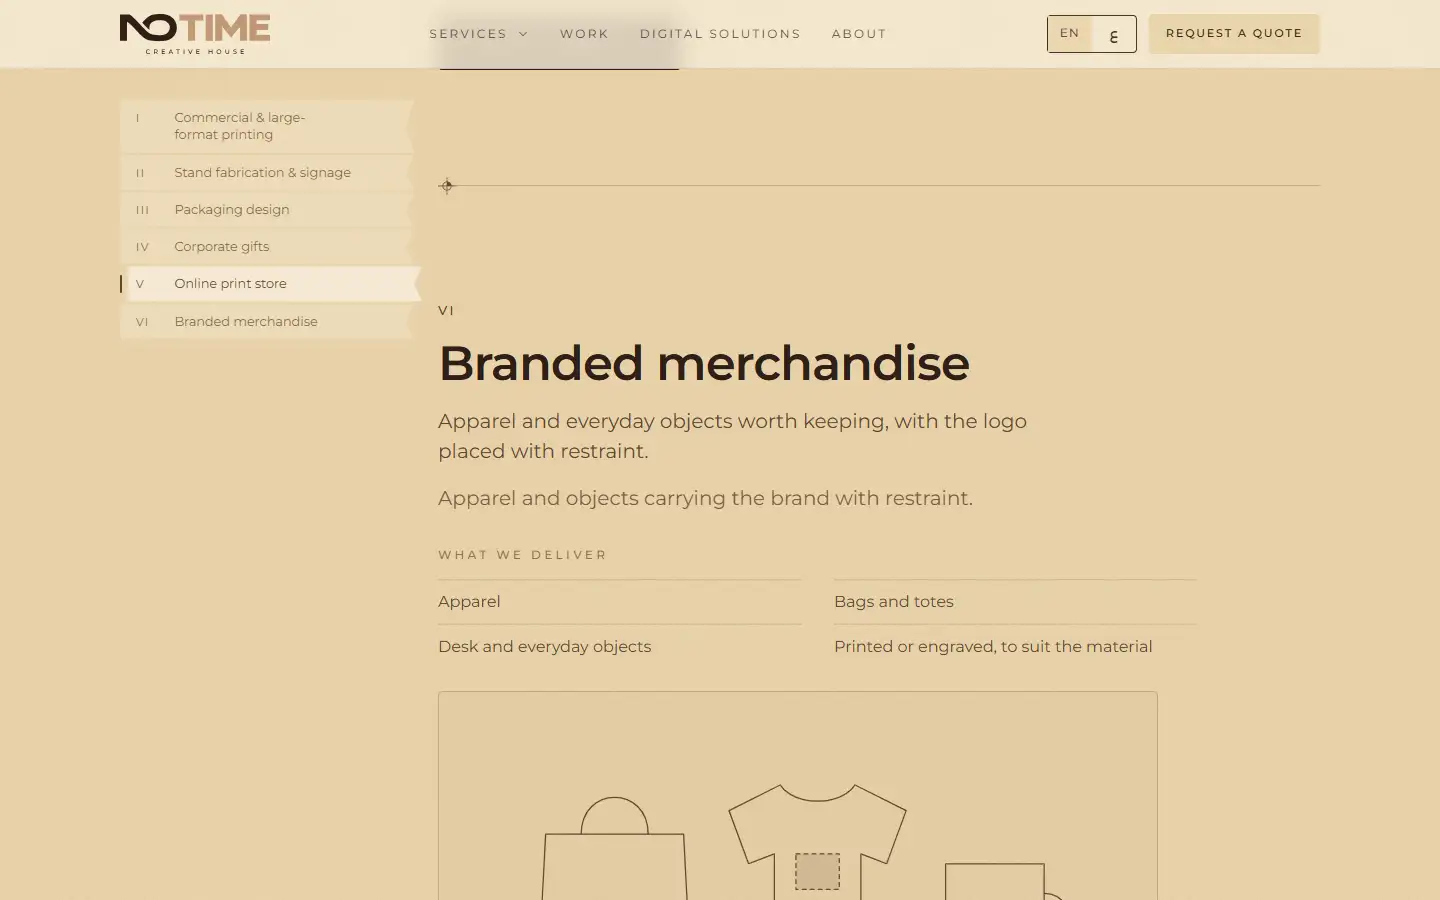 NOTIME
CREATIVE HOUSE
SERVICES
WORK
DIGITAL SOLUTIONS
ABOUT
EN
ع
REQUEST A QUOTE
I
Commercial & large-
format printing
II
Stand fabrication & signage
III
Packaging design
IV
Corporate gifts
V
Online print store
VI
Branded merchandise
VI
Branded merchandise
Apparel and everyday objects worth keeping, with the logo
placed with restraint.
Apparel and objects carrying the brand with restraint.
WHAT WE DELIVER
Apparel
Bags and totes
Desk and everyday objects
Printed or engraved, to suit the material